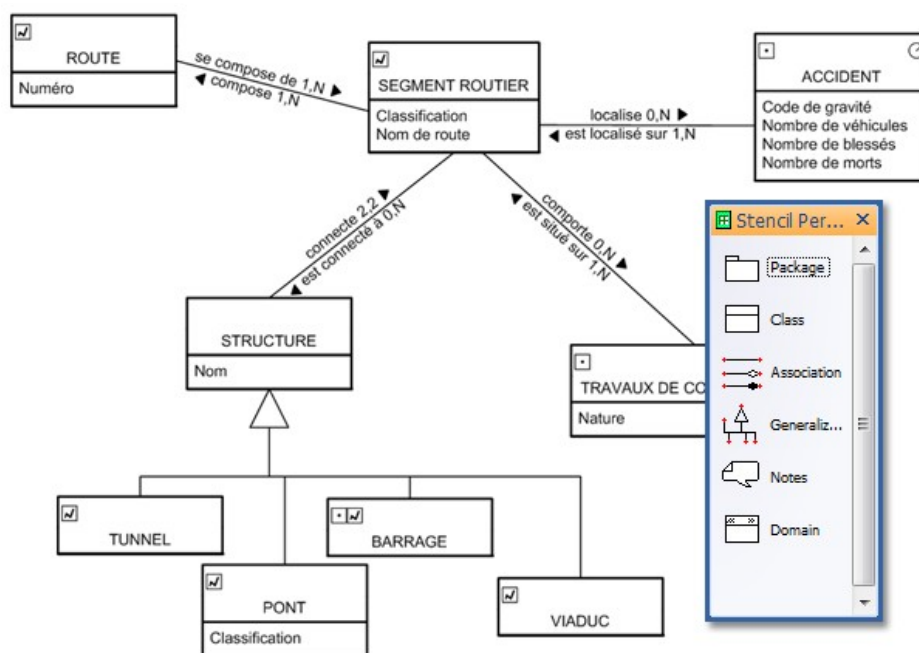 ROUTE
Numéro
se compose de 1,N
compose 1,N
SEGMENT ROUTIER
Classification
Nom de route
localise 0,N
est localisé sur 1,N
ACCIDENT
Code de gravité
Nombre de véhicules
Nombre de blessés
Nombre de morts
connecte 2,2
est connecté à 0,N
comporte 0,N
est situé sur 1,N
STRUCTURE
Nom
TRAVAUX DE CO
Nature
TUNNEL
BARRAGE
PONT
Classification
VIADUC
Stencil Per...
Package
Class
Association
Generaliz...
Notes
Domain